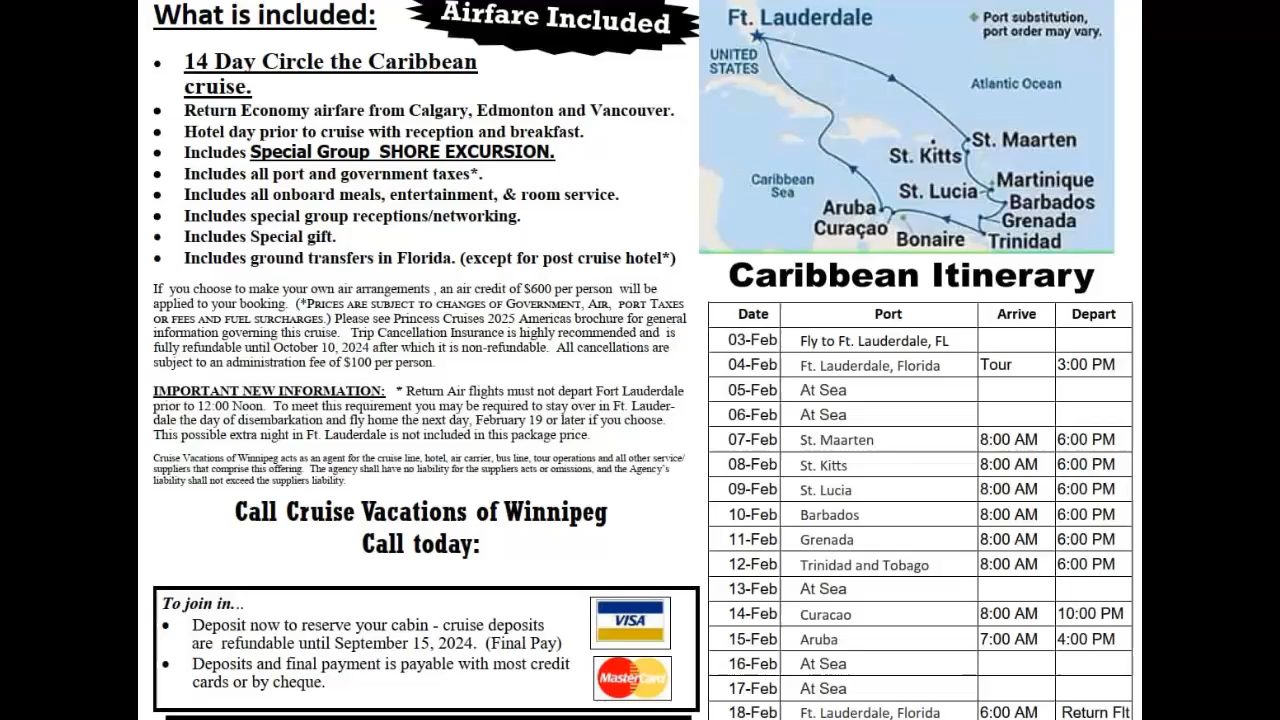 What is included:
Airfare Included
• 14 Day Circle the Caribbean
cruise.
• Return Economy airfare from Calgary, Edmonton and Vancouver.
• Hotel day prior to cruise with reception and breakfast.
• Includes Special Group SHORE EXCURSION.
• Includes all port and government taxes*.
• Includes all onboard meals, entertainment, & room service.
• Includes special group receptions/networking.
• Includes Special gift.
• Includes ground transfers in Florida. (except for post cruise hotel*)
If you choose to make your own air arrangements , an air credit of $600 per person will be
applied to your booking. (*PRICES ARE SUBJECT TO CHANGES OF GOVERNMENT, AIR, PORT TAXES
OR FEES AND FUEL SURCHARGES.) Please see Princess Cruises 2025 Americas brochure for general
information governing this cruise. Trip Cancellation Insurance is highly recommended and is
fully refundable until October 10, 2024 after which it is non-refundable. All cancellations are
subject to an administration fee of $100 per person.
IMPORTANT NEW INFORMATION: * Return Air flights must not depart Fort Lauderdale
prior to 12:00 Noon. To meet this requirement you may be required to stay over in Ft. Lauder-
dale the day of disembarkation and fly home the next day, February 19 or later if you choose.
This possible extra night in Ft. Lauderdale is not included in this package price.
Cruise Vacations of Winnipeg acts as an agent for the cruise line, hotel, air carrier, bus line, tour operations and all other service/
suppliers that comprise this offering. The agency shall have no liability for the suppliers acts or omissions, and the Agency's
liability shall not exceed the suppliers liability.
Call Cruise Vacations of Winnipeg
Call today:
To join in...
• Deposit now to reserve your cabin - cruise deposits
are refundable until September 15, 2024. (Final Pay)
• Deposits and final payment is payable with most credit
cards or by cheque.
VISA
MasterCard
Ft. Lauderdale
Port substitution,
port order may vary.
UNITED
STATES
Atlantic Ocean
St. Maarten
St. Kitts
Caribbean
Sea
Martinique
St. Lucia
Barbados
Aruba
Grenada
Curaçao
Bonaire
Trinidad
Caribbean Itinerary
Date Port Arrive Depart
03-Feb Fly to Ft. Lauderdale, FL
04-Feb Ft. Lauderdale, Florida Tour 3:00 PM
05-Feb At Sea
06-Feb At Sea
07-Feb St. Maarten 8:00 AM 6:00 PM
08-Feb St. Kitts 8:00 AM 6:00 PM
09-Feb St. Lucia 8:00 AM 6:00 PM
10-Feb Barbados 8:00 AM 6:00 PM
11-Feb Grenada 8:00 AM 6:00 PM
12-Feb Trinidad and Tobago 8:00 AM 6:00 PM
13-Feb At Sea
14-Feb Curacao 8:00 AM 10:00 PM
15-Feb Aruba 7:00 AM 4:00 PM
16-Feb At Sea
17-Feb At Sea
18-Feb Ft. Lauderdale, Florida 6:00 AM Return Flt